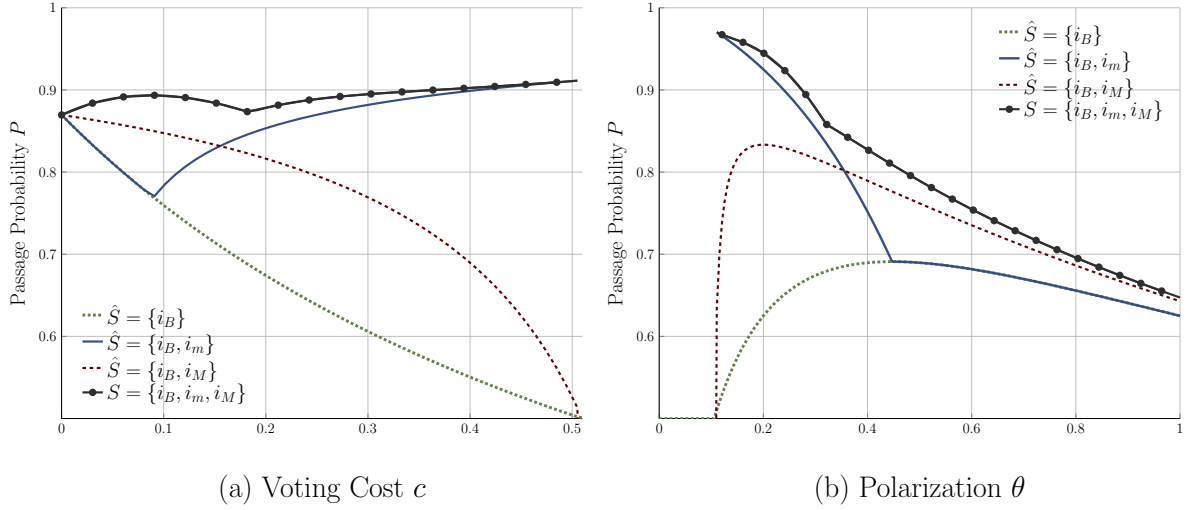 1
0.9
0.8
0.7
0.6
Passage Probability P
Ŝ = {i_B}
Ŝ = {i_B, i_m}
Ŝ = {i_B, i_M}
S = {i_B, i_m, i_M}
0 0.1 0.2 0.3 0.4 0.5
(a) Voting Cost c
1
0.9
0.8
0.7
0.6
Passage Probability P
Ŝ = {i_B}
Ŝ = {i_B, i_m}
Ŝ = {i_B, i_M}
S = {i_B, i_m, i_M}
0 0.2 0.4 0.6 0.8 1
(b) Polarization θ